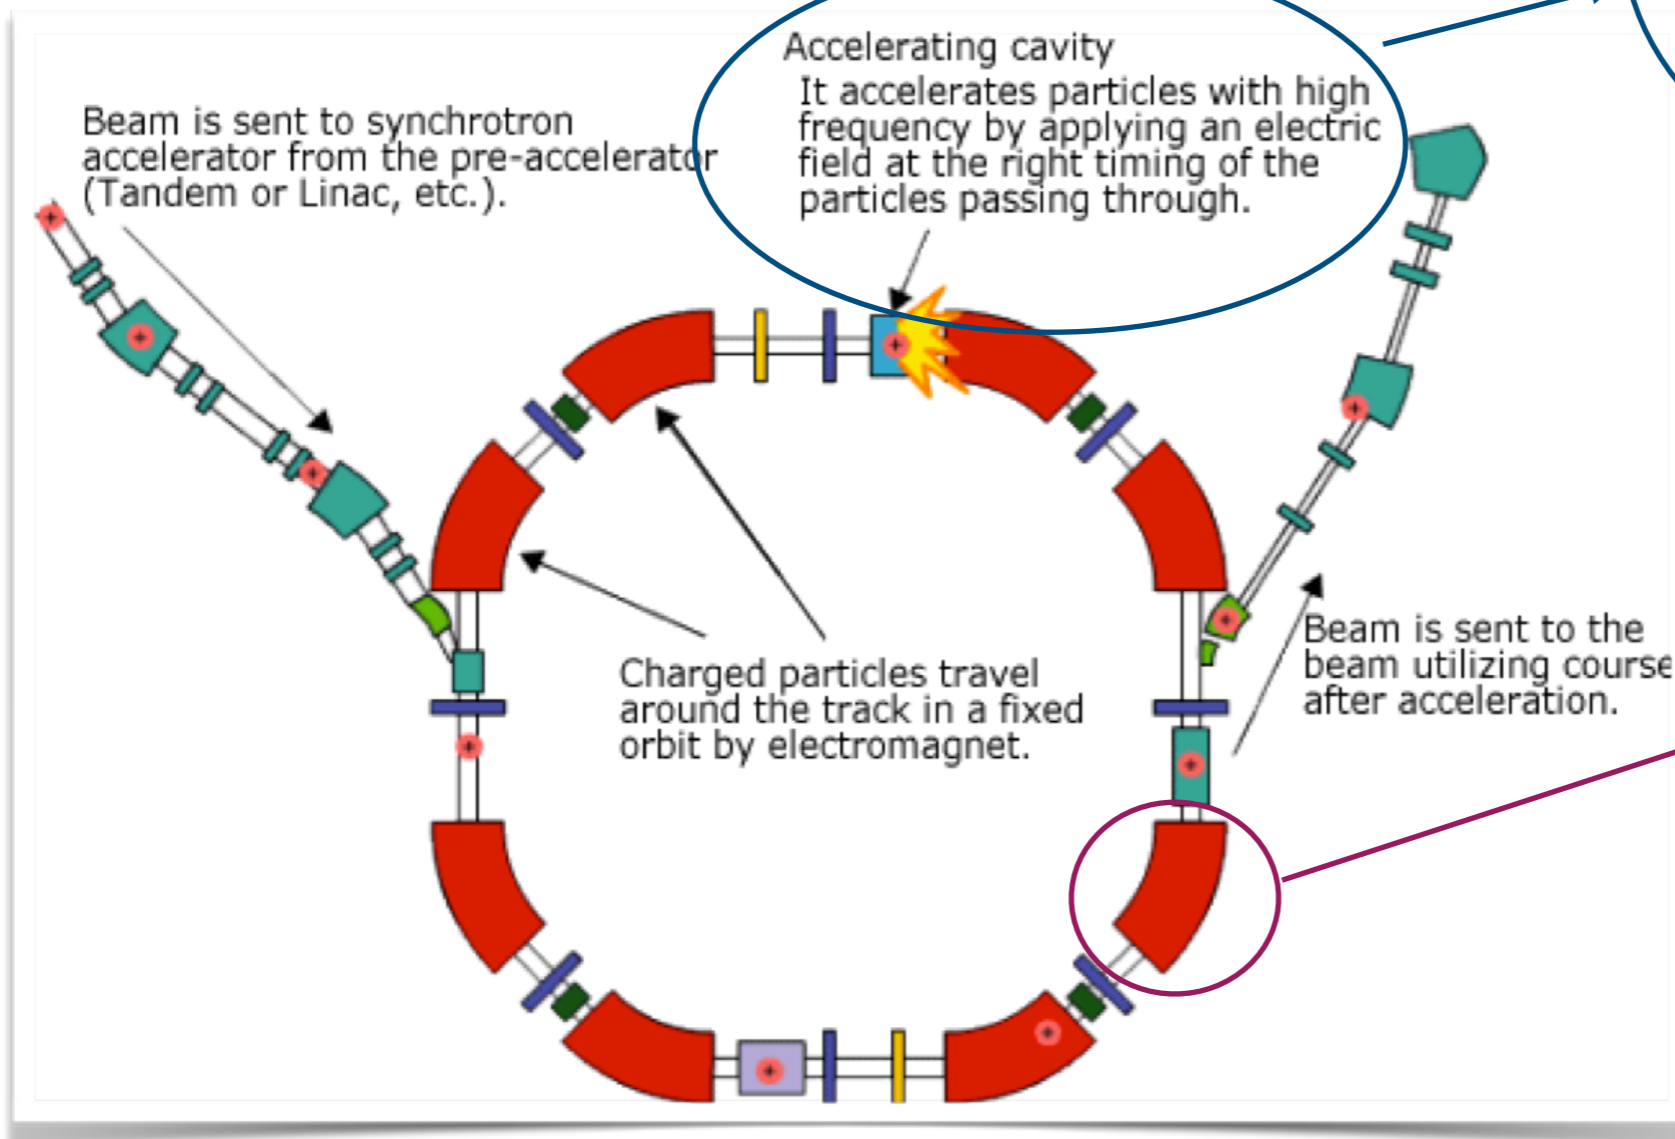 Accelerating cavity
It accelerates particles with high
frequency by applying an electric
field at the right timing of the
particles passing through.
Beam is sent to synchrotron
accelerator from the pre-accelerator
(Tandem or Linac, etc.).
Charged particles travel
around the track in a fixed
orbit by electromagnet.
Beam is sent to the
beam utilizing course
after acceleration.